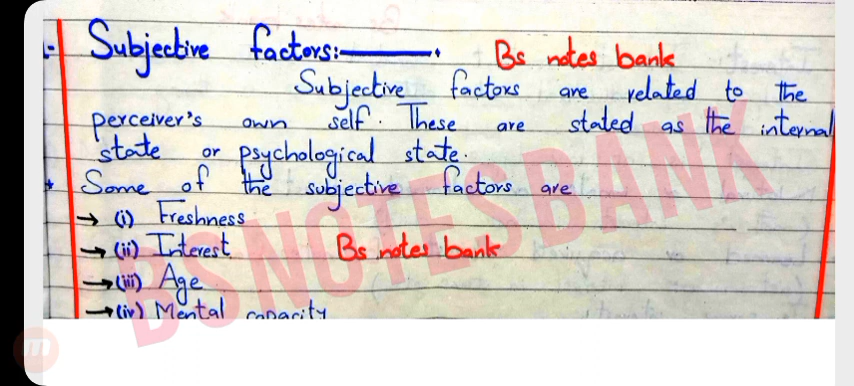 Subjective factors:-
Bs notes bank
Subjective factors are related to the
perceiver's own self. These are stated as the internal
state or psychological state.
* Some of the subjective factors are
→ (i) Freshness
→ (ii) Interest
Bs notes bank
→ (iii) Age
→ (iv) Mental capacity
BSNOTESBANK
m